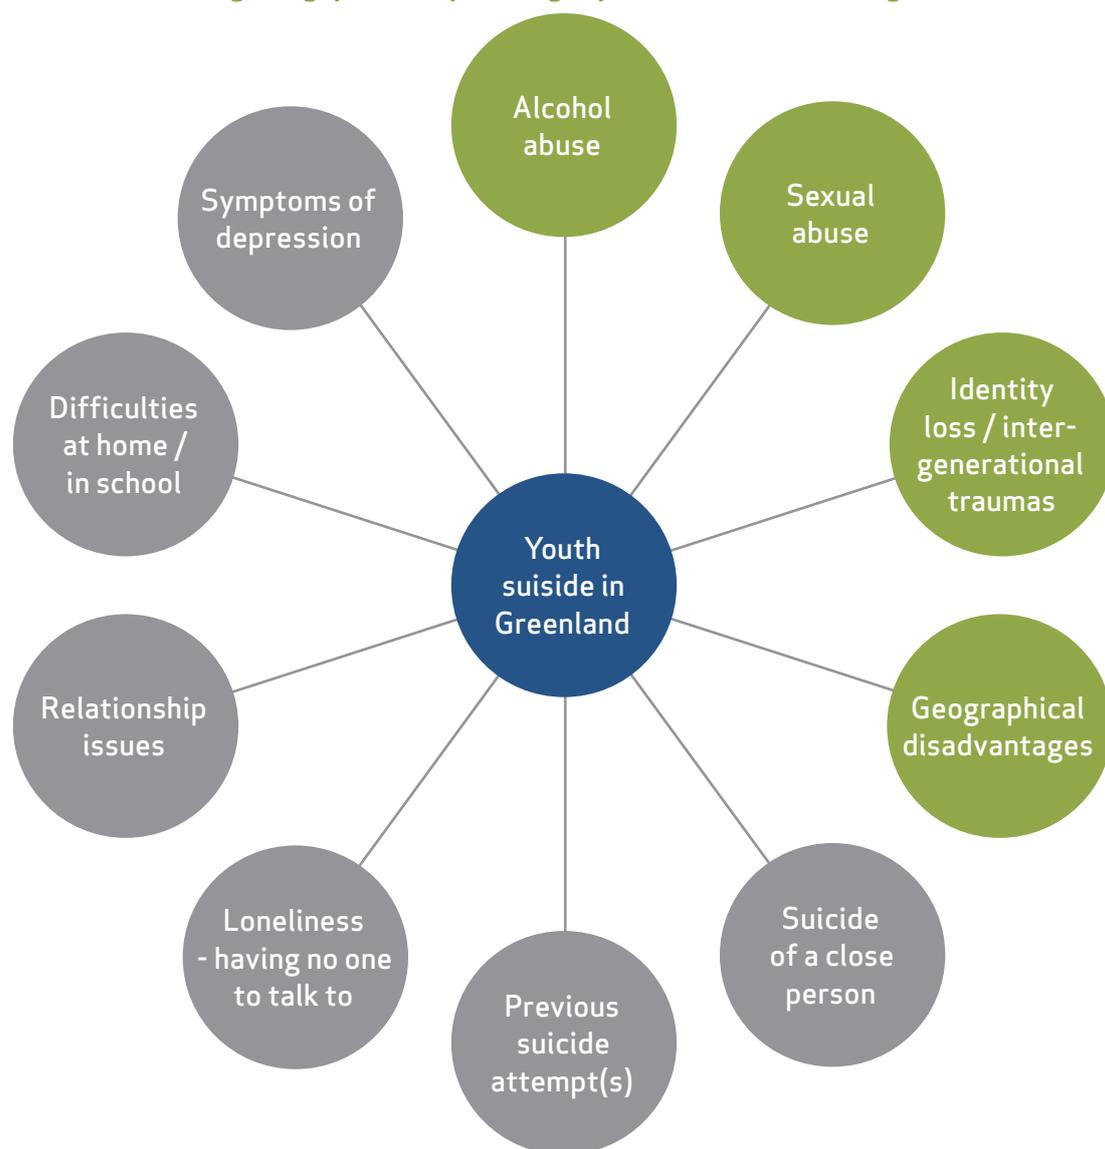 Alcohol
abuse
Sexual
abuse
Identity
loss / inter-
generational
traumas
Geographical
disadvantages
Suicide
of a close
person
Previous
suicide
attempt(s)
Loneliness
- having no one
to talk to
Relationship
issues
Difficulties
at home /
in school
Symptoms of
depression
Youth
suiside in
Greenland